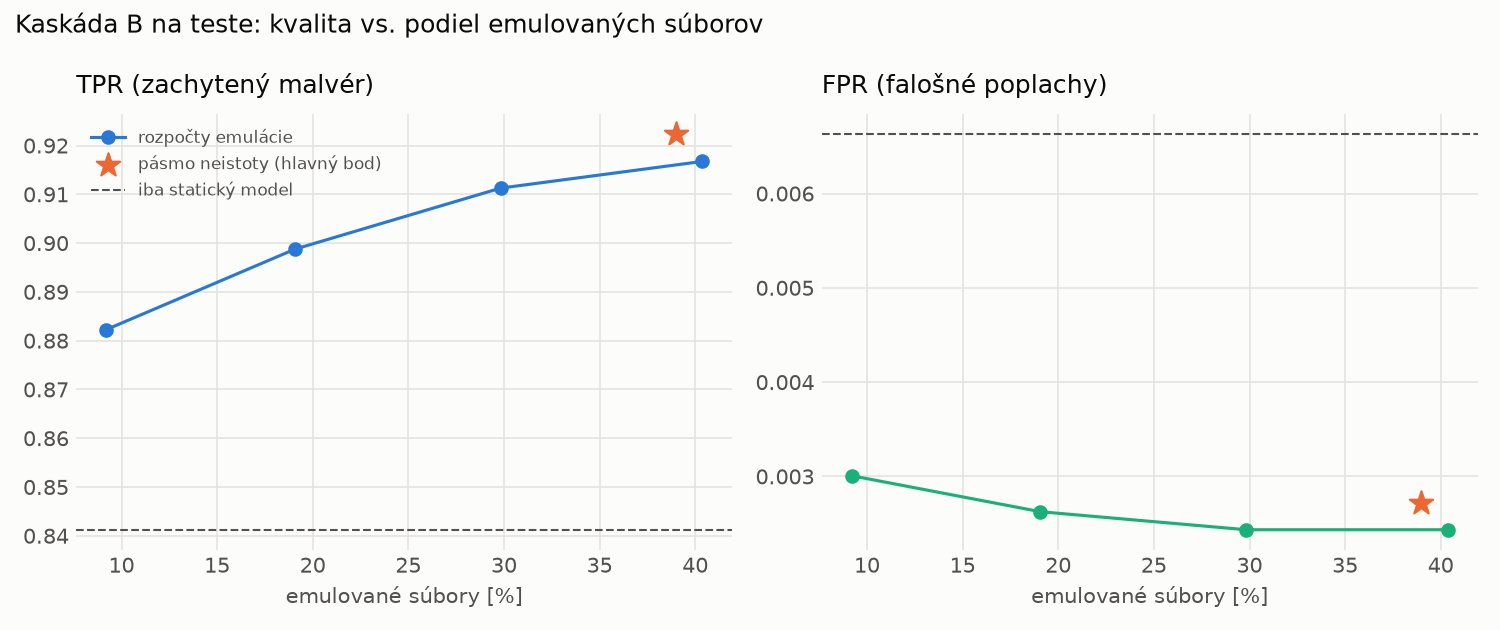 Kaskáda B na teste: kvalita vs. podiel emulovaných súborov
TPR (zachytený malvér)
rozpočty emulácie
pásmo neistoty (hlavný bod)
iba statický model
0.92
0.91
0.90
0.89
0.88
0.87
0.86
0.85
0.84
10 15 20 25 30 35 40
emulované súbory [%]
FPR (falošné poplachy)
0.006
0.005
0.004
0.003
10 15 20 25 30 35 40
emulované súbory [%]